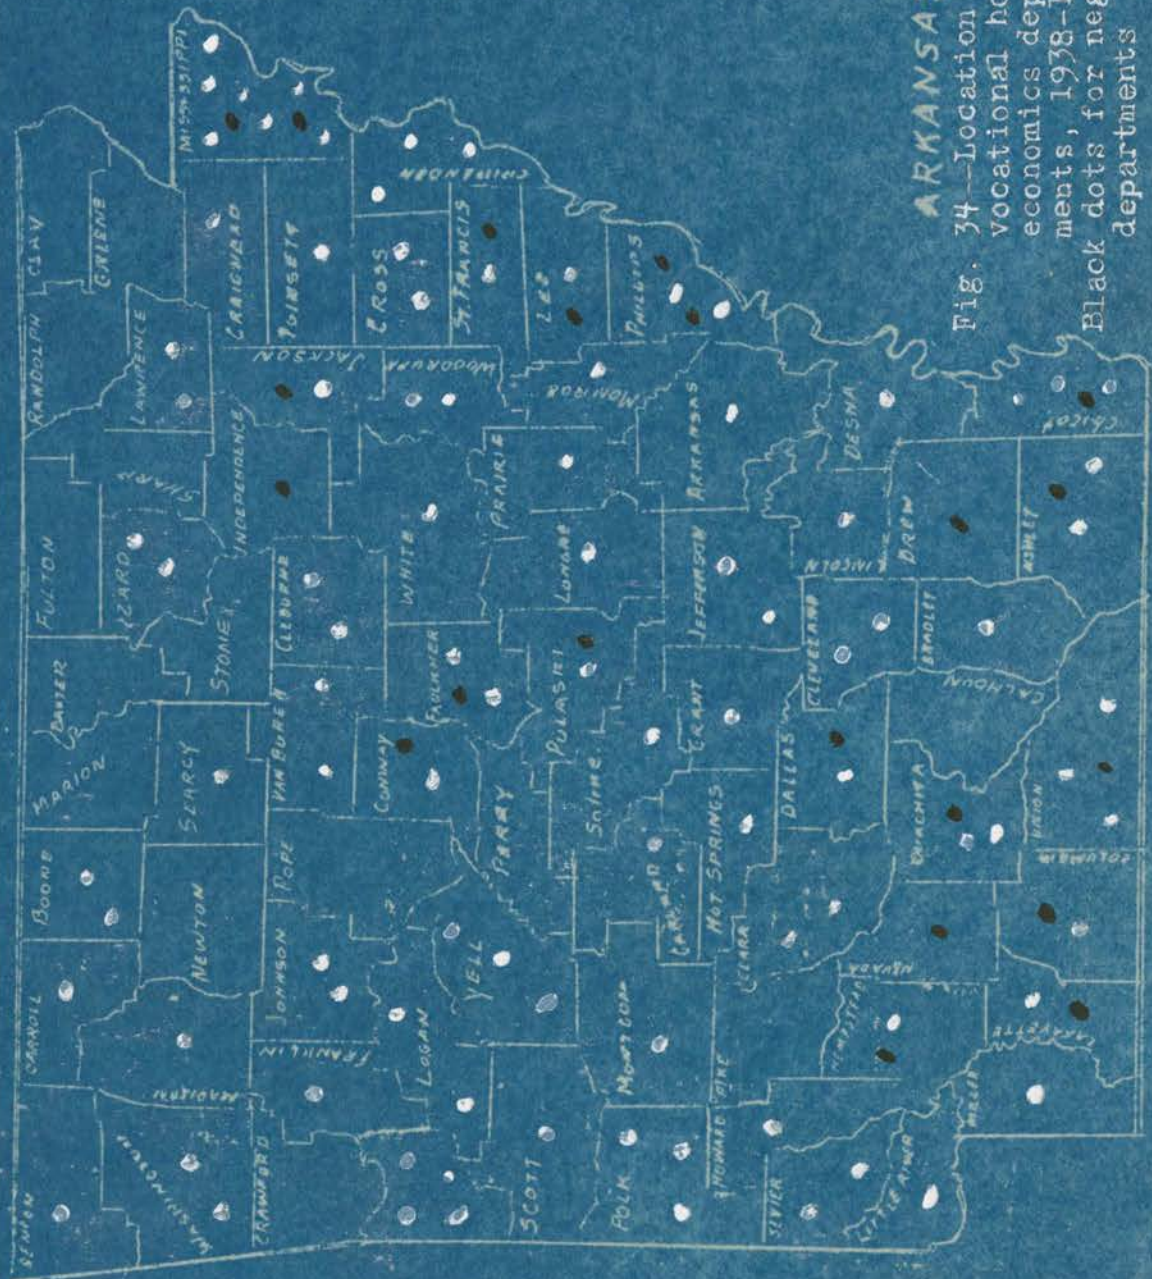 ARKANSA
Fig. 34--Location
vocational ho
economics dep
ments, 1938-1
Black dots for neg
departments
BENTON
CARROL
BOONE
MARION
BAXTER
FULTON
RANDOLPH
CLAY
WASHINGTON
MADISON
NEWTON
SEARCY
STONE
IZARD
SHARP
LAWRENCE
GREENE
CRAWFORD
FRANKLIN
JOHNSON
POPE
VAN BUREN
CLEBURNE
INDEPENDENCE
JACKSON
CRAIGHEAD
MISSISSIPPI
POINSETT
LOGAN
CONWAY
FAULKNER
WHITE
WOODRUFF
CROSS
CRITTENDEN
SCOTT
YELL
PERRY
PULASKI
PRAIRIE
ST. FRANCIS
LEE
POLK
SALINE
LONOKE
MONROE
PHILLIPS
HOWARD
PIKE
CLARK
HOT SPRINGS
GRANT
JEFFERSON
ARKANSAS
SEVIER
LITTLE RIVER
HEMPSTEAD
NEVADA
DALLAS
CLEVELAND
LINCOLN
DESHA
MILLER
LAFAYETTE
COLUMBIA
OUACHITA
UNION
CALHOUN
BRADLEY
DREW
ASHLEY
CHICOT